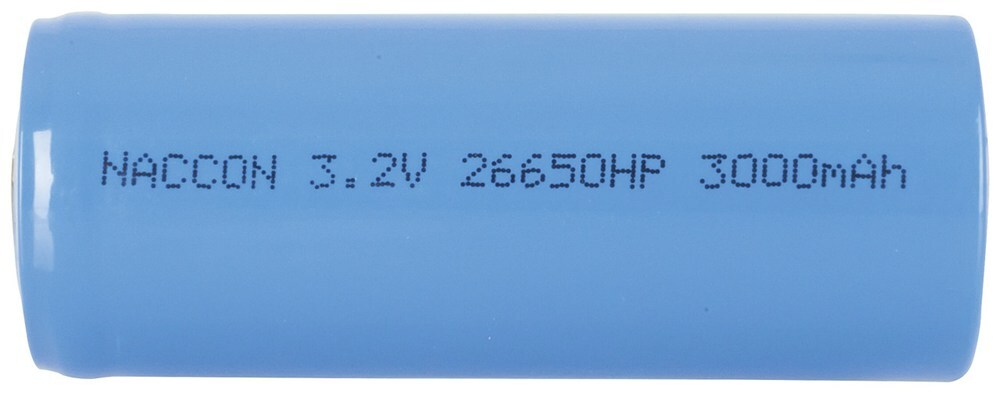 NACCON 3.2V 26650HP 3000mAh